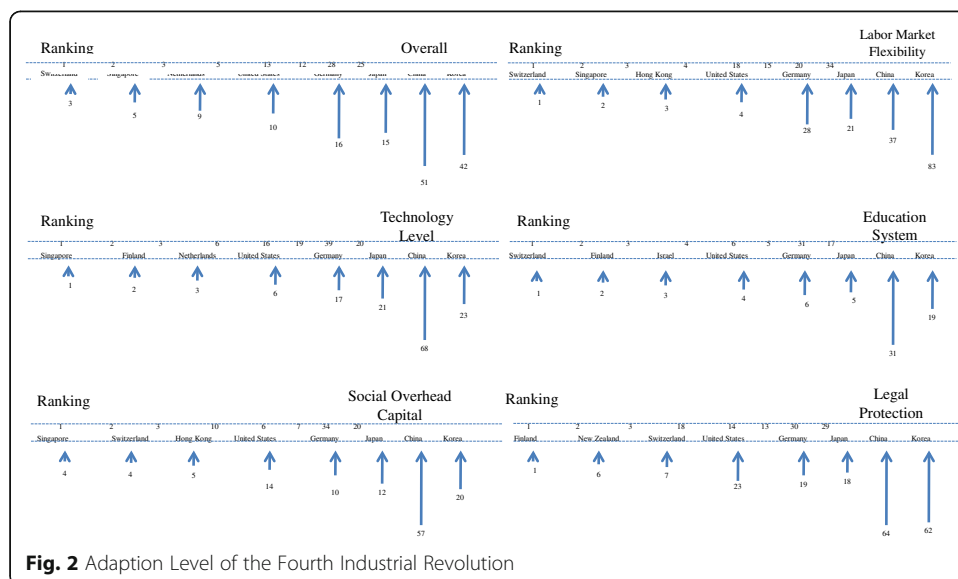 Ranking Overall
1 2 3 5 13 12 28 25
Switzerland Singapore Netherlands United States Germany Japan China Korea
3 5 9 10 16 15 51 42
Ranking Labor Market
Flexibility
1 2 3 4 18 15 20 34
Switzerland Singapore Hong Kong United States Germany Japan China Korea
1 2 3 4 28 21 37 83
Ranking Technology
Level
1 2 3 6 16 19 39 20
Singapore Finland Netherlands United States Germany Japan China Korea
1 2 3 6 17 21 68 23
Ranking Education
System
1 2 3 4 6 5 31 17
Switzerland Finland Israel United States Germany Japan China Korea
1 2 3 4 6 5 31 19
Ranking Social Overhead
Capital
1 2 3 10 6 7 34 20
Singapore Switzerland Hong Kong United States Germany Japan China Korea
4 4 5 14 10 12 57 20
Ranking Legal
Protection
1 2 3 18 14 13 30 29
Finland New Zealand Switzerland United States Germany Japan China Korea
1 6 7 23 19 18 64 62
Fig. 2 Adaption Level of the Fourth Industrial Revolution